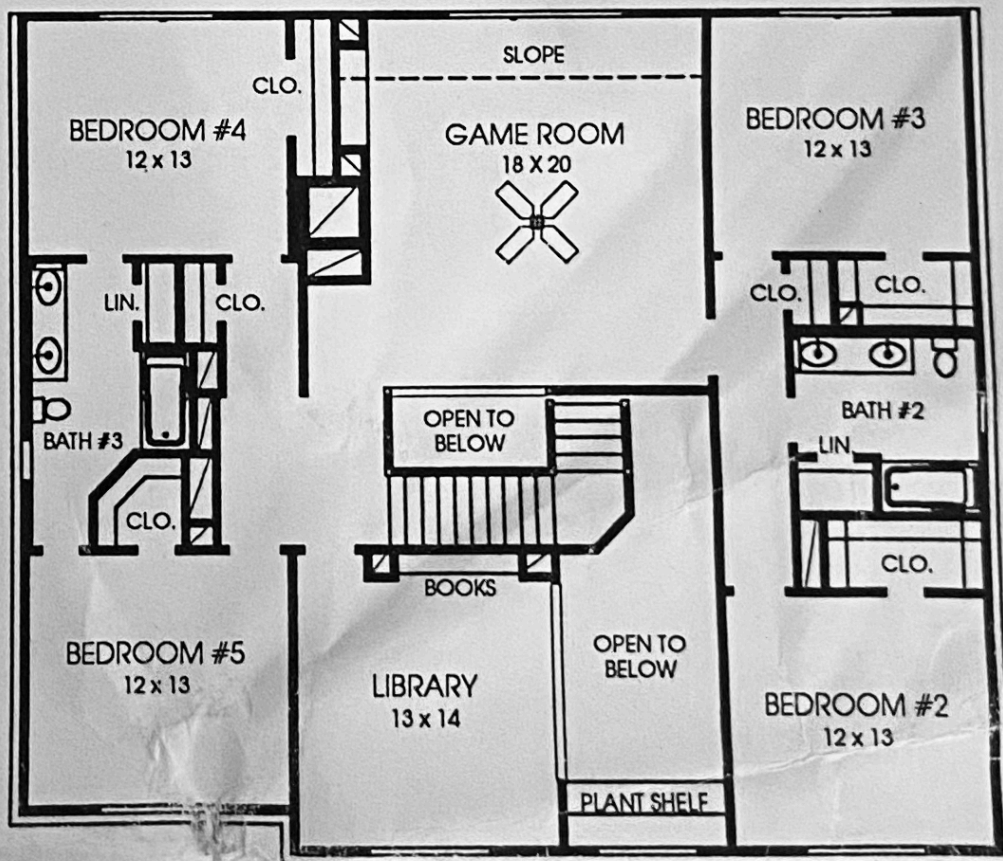 SLOPE
CLO.
BEDROOM #4
12 x 13
GAME ROOM
18 X 20
BEDROOM #3
12 x 13
LIN.
CLO.
CLO.
CLO.
BATH #3
OPEN TO
BELOW
BATH #2
LIN.
CLO.
CLO.
BOOKS
BEDROOM #5
12 x 13
LIBRARY
13 x 14
OPEN TO
BELOW
BEDROOM #2
12 x 13
PLANT SHELF